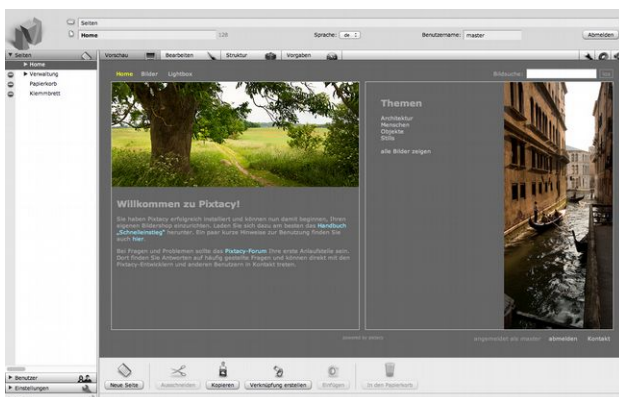 Seiten
Home 128 Sprache: de Benutzername: master Abmelden
Seiten Vorschau Bearbeiten Struktur Vorgaben
Home
Verwaltung
Papierkorb
Klemmbrett
Home Bilder Lightbox Bildsuche:
Themen
Architektur
Menschen
Objekte
Stills
alle Bilder zeigen
Willkommen zu Pixtacy!
Sie haben Pixtacy erfolgreich installiert und können nun damit beginnen, Ihren
eigenen Bildershop einzurichten. Laden Sie sich dazu am besten das Handbuch
„Schnelleinstieg" herunter. Ein paar kurze Hinweise zur Benutzung finden Sie
auch hier.
Bei Fragen und Problemen sollte das Pixtacy-Forum Ihre erste Anlaufstelle sein.
Dort finden Sie Antworten auf häufig gestellte Fragen und können direkt mit den
Pixtacy-Entwicklern und anderen Benutzern in Kontakt treten.
powered by pixtacy
angemeldet als master abmelden Kontakt
Benutzer
Einstellungen
Neue Seite Ausschneiden Kopieren Verknüpfung erstellen Einfügen In den Papierkorb